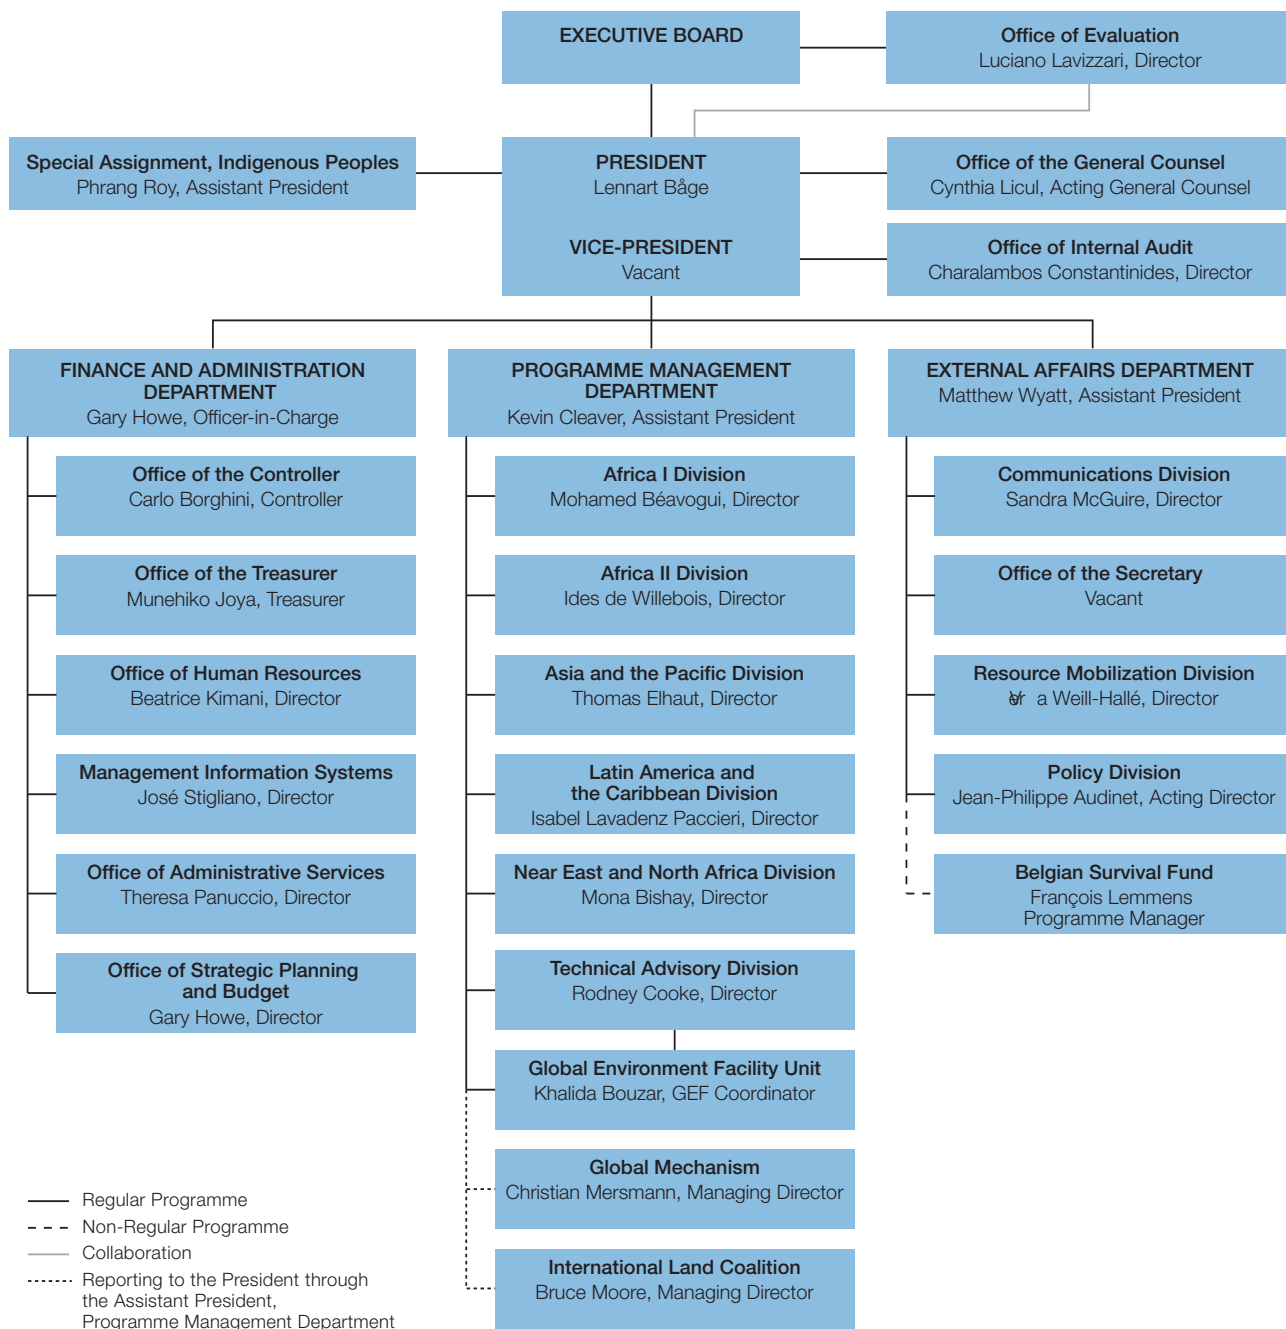 EXECUTIVE BOARD
Office of Evaluation
Luciano Lavizzari, Director
Special Assignment, Indigenous Peoples
Phrang Roy, Assistant President
PRESIDENT
Lennart Båge
Office of the General Counsel
Cynthia Licul, Acting General Counsel
VICE-PRESIDENT
Vacant
Office of Internal Audit
Charalambos Constantinides, Director
FINANCE AND ADMINISTRATION
DEPARTMENT
Gary Howe, Officer-in-Charge
Office of the Controller
Carlo Borghini, Controller
Office of the Treasurer
Munehiko Joya, Treasurer
Office of Human Resources
Beatrice Kimani, Director
Management Information Systems
José Stigliano, Director
Office of Administrative Services
Theresa Panuccio, Director
Office of Strategic Planning
and Budget
Gary Howe, Director
PROGRAMME MANAGEMENT
DEPARTMENT
Kevin Cleaver, Assistant President
Africa I Division
Mohamed Béavogui, Director
Africa II Division
Ides de Willebois, Director
Asia and the Pacific Division
Thomas Elhaut, Director
Latin America and
the Caribbean Division
Isabel Lavadenz Paccieri, Director
Near East and North Africa Division
Mona Bishay, Director
Technical Advisory Division
Rodney Cooke, Director
Global Environment Facility Unit
Khalida Bouzar, GEF Coordinator
Global Mechanism
Christian Mersmann, Managing Director
International Land Coalition
Bruce Moore, Managing Director
EXTERNAL AFFAIRS DEPARTMENT
Matthew Wyatt, Assistant President
Communications Division
Sandra McGuire, Director
Office of the Secretary
Vacant
Resource Mobilization Division
a Weill-Hallé, Director
Policy Division
Jean-Philippe Audinet, Acting Director
Belgian Survival Fund
François Lemmens
Programme Manager
Regular Programme
Non-Regular Programme
Collaboration
Reporting to the President through
the Assistant President,
Programme Management Department